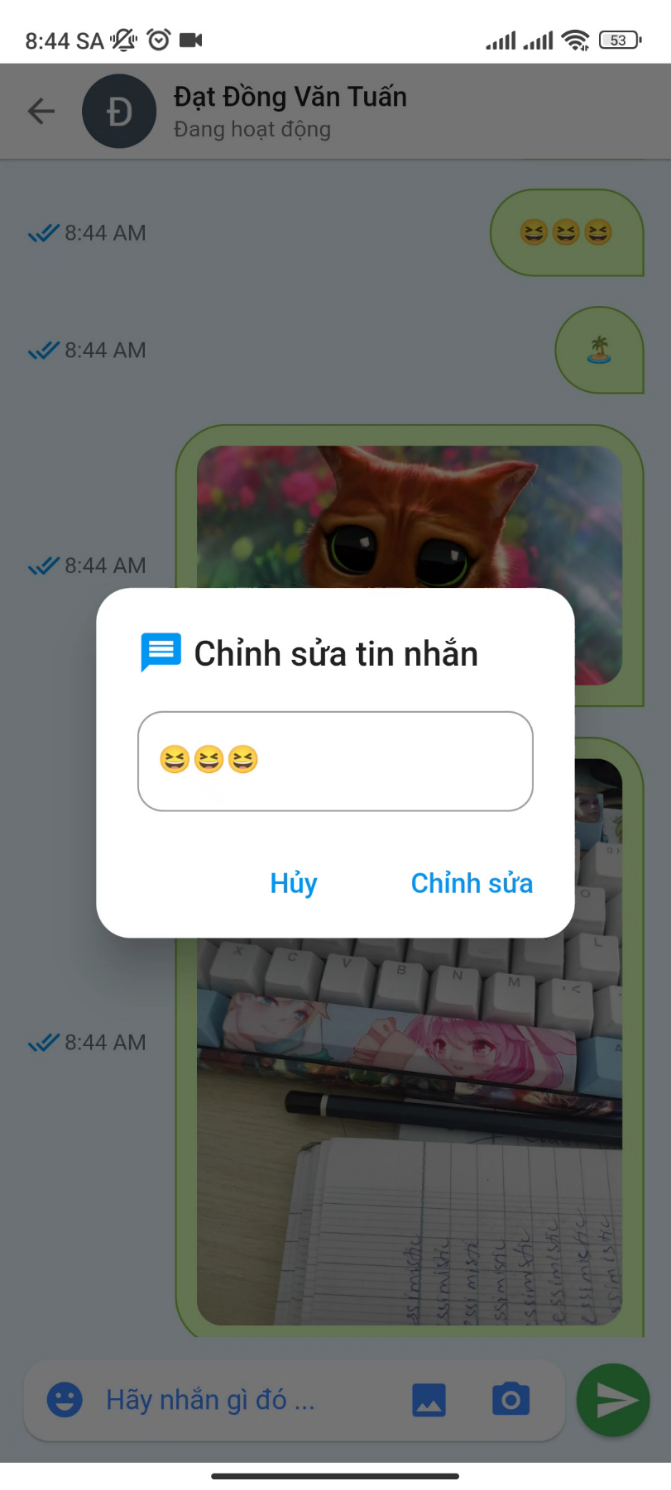 8:44 SA
53
Đạt Đồng Văn Tuấn
Đ
Đang hoạt động
8:44 AM
😆😆😆
8:44 AM
🏝️
8:44 AM
Chỉnh sửa tin nhắn
😆😆😆
Hủy
Chỉnh sửa
O
L
X
C
V
B
N
M
8:44 AM
essimistic
Hãy nhắn gì đó ...